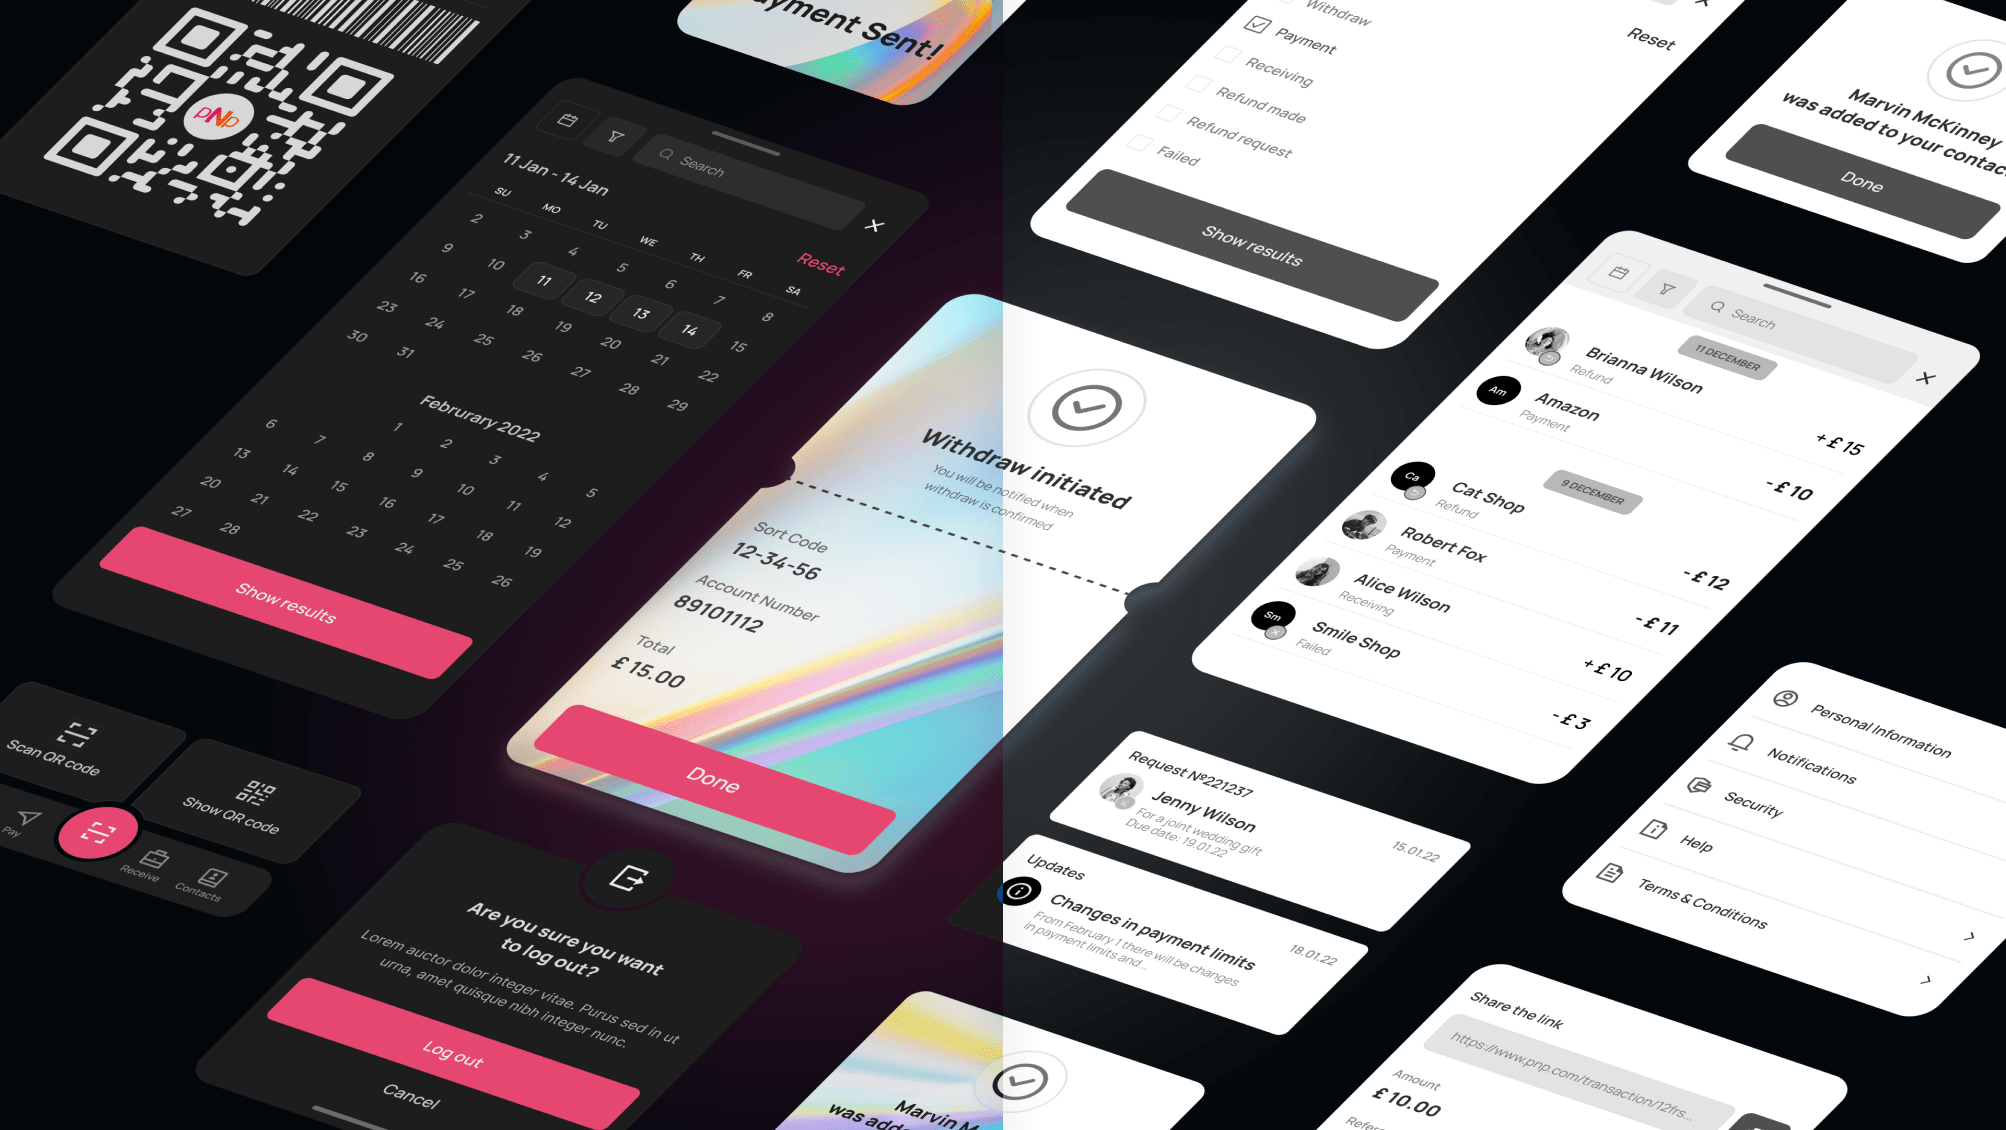 pNp
Payment Sent!
Search
11 Jan - 14 Jan
Reset
SU MO TU WE TH FR SA
2 3 4 5 6 7 8
9 10 11 12 13 14 15
16 17 18 19 20 21 22
23 24 25 26 27 28 29
30 31
Februrary 2022
1 2 3 4 5
6 7 8 9 10 11 12
13 14 15 16 17 18 19
20 21 22 23 24 25 26
27 28
Show results
Scan QR code
Show QR code
Pay
Receive
Contacts
Are you sure you want
to log out?
Lorem auctor dolor integer vitae. Purus sed in ut
urna, amet quisque nibh integer nunc.
Log out
Cancel
Withdraw initiated
You will be notified when
withdraw is confirmed
Sort Code
12-34-56
Account Number
89101112
Total
£ 15.00
Done
Marvin M
was adde
Withdraw
Payment
Receiving
Refund made
Refund request
Failed
Reset
Show results
Marvin McKinney
was added to your contac
Done
Search
11 DECEMBER
Brianna Wilson
Refund
+ £ 15
Am
Amazon
Payment
- £ 10
9 DECEMBER
Ca
Cat Shop
Refund
- £ 12
Robert Fox
Payment
- £ 11
Alice Wilson
Receiving
+ £ 10
Sm
Smile Shop
Failed
- £ 3
Request №221237
Jenny Wilson
For a joint wedding gift
Due date: 19.01.22
15.01.22
Updates
Changes in payment limits
From February 1 there will be changes
in payment limits and...
18.01.22
Personal Information
Notifications
Security
Help
Terms & Conditions
Share the link
https://www.pnp.com/transaction/12frs...
Amount
£ 10.00
Refer